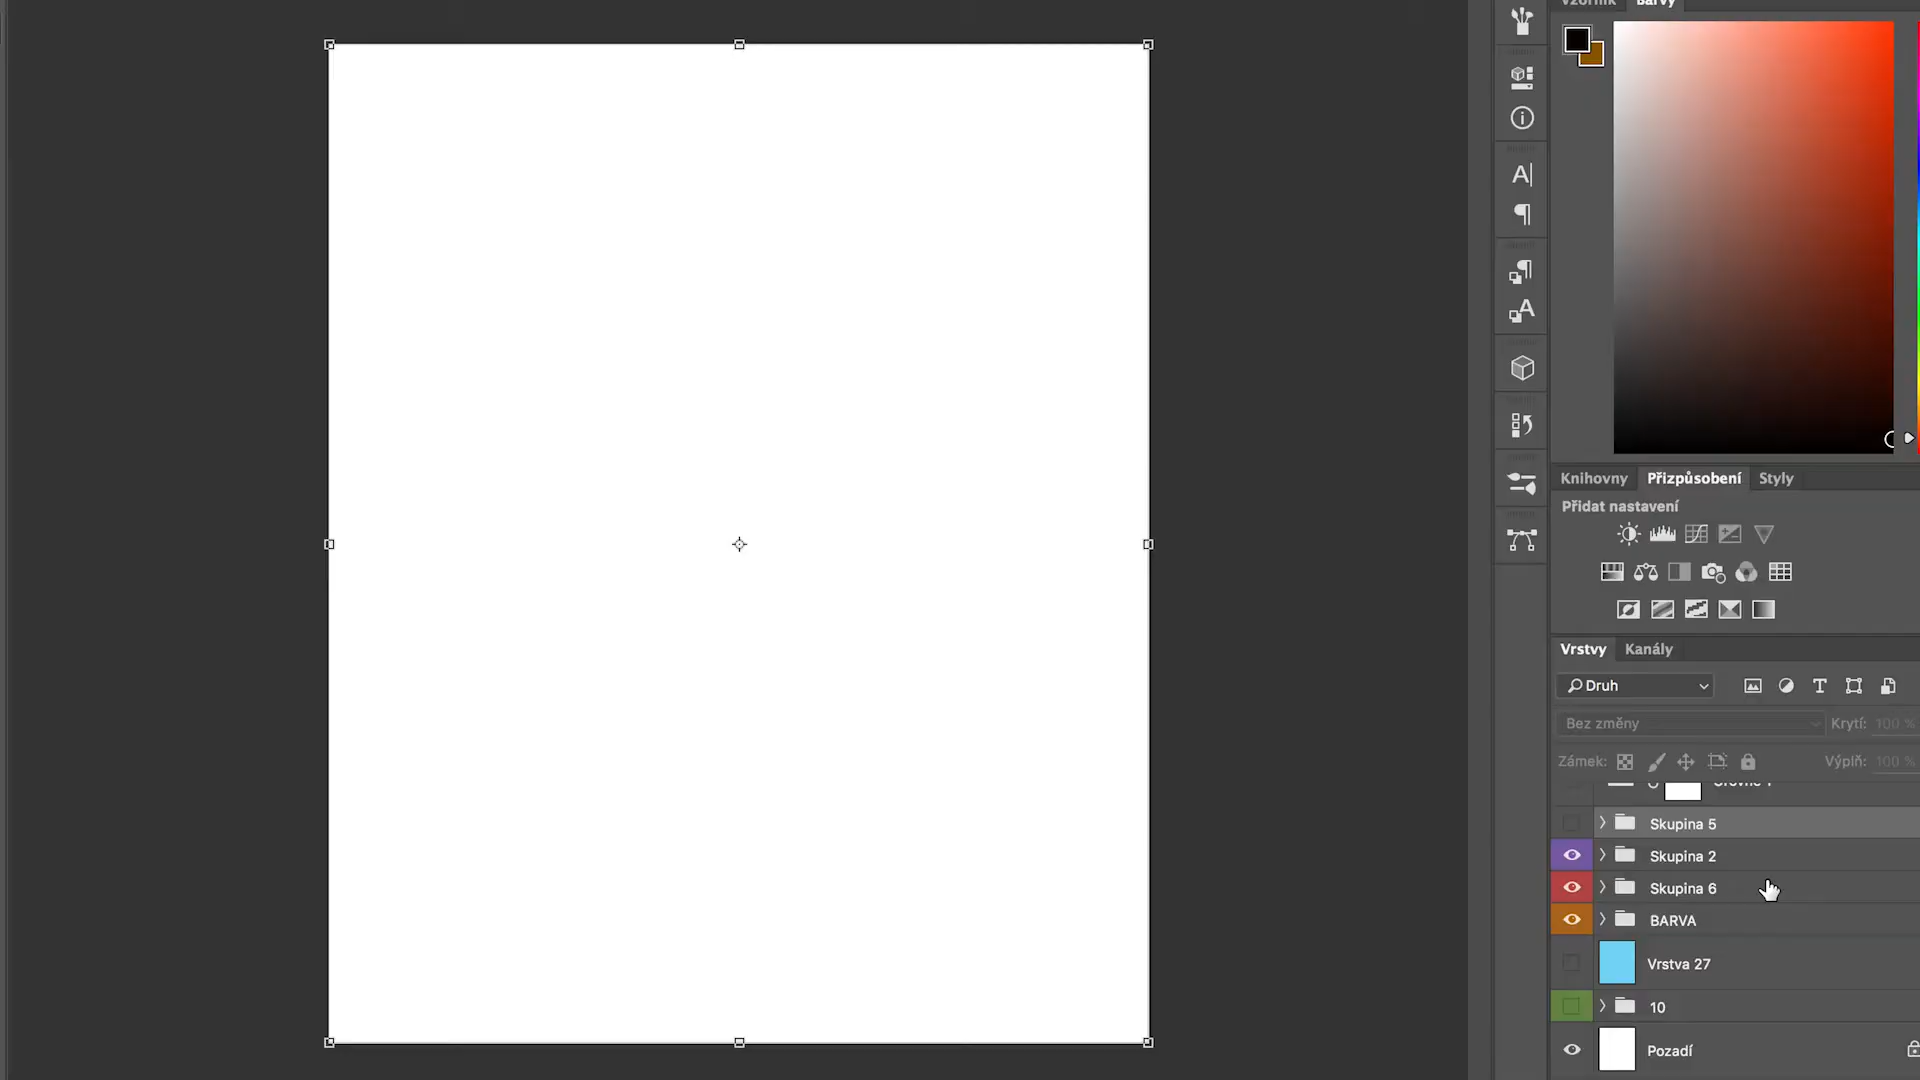 Vzorník Barvy
Knihovny Přizpůsobení Styly
Přidat nastavení
Vrstvy Kanály
Druh
Bez změny Krytí: 100 %
Zámek: Výplň: 100 %
Skupina 5
Skupina 2
Skupina 6
BARVA
Vrstva 27
10
Pozadí